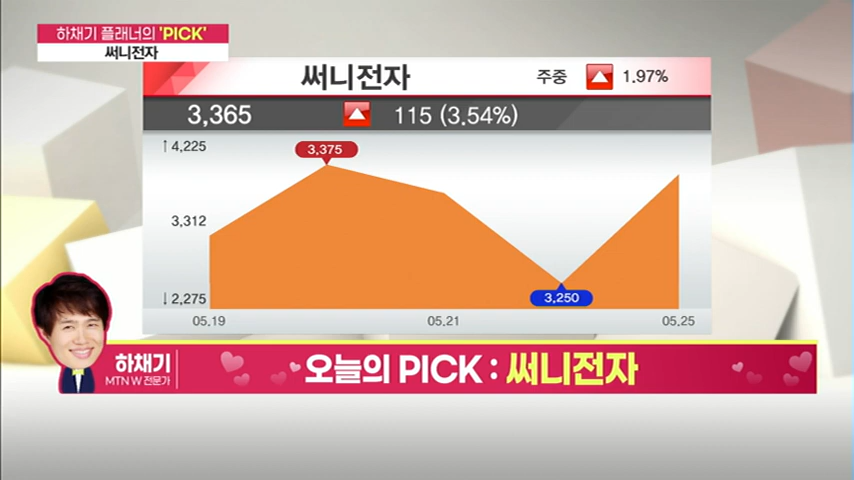 하채기 플래너의 'PICK'
써니전자
써니전자 주중 ▲ 1.97%
3,365 ▲ 115 (3.54%)
↑4,225
3,375
3,312
↓2,275
3,250
05.19 05.21 05.25
하채기
MTN W 전문가
오늘의 PICK : 써니전자